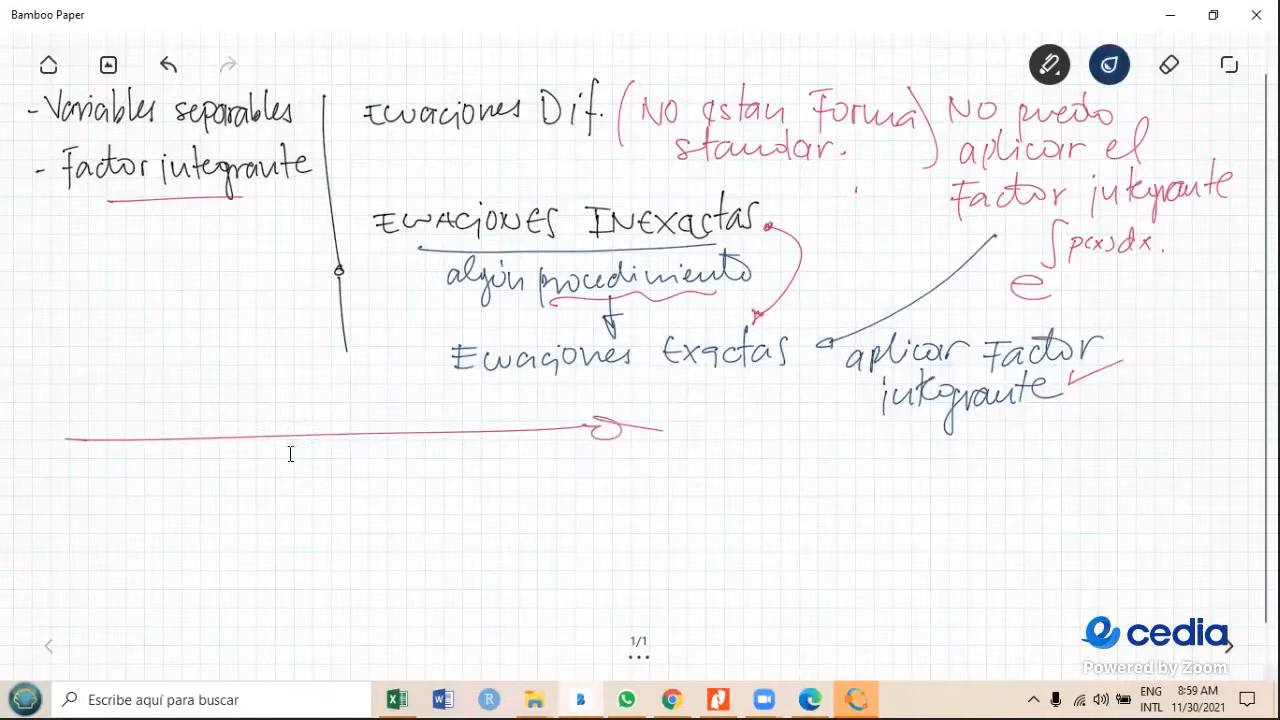 Bamboo Paper
- Variables separables
- Factor integrante
Ecuaciones Dif. (No estan Forma
standar.)
No puedo
aplicar el
Factor integrante
e ∫p(x)dx.
ECUACIONES INExactas
algún procedimiento
Ecuaciones Exactas
aplicar Factor
integrante
1/1
cedia
Powered by Zoom
Escribe aquí para buscar
ENG
INTL
8:59 AM
11/30/2021